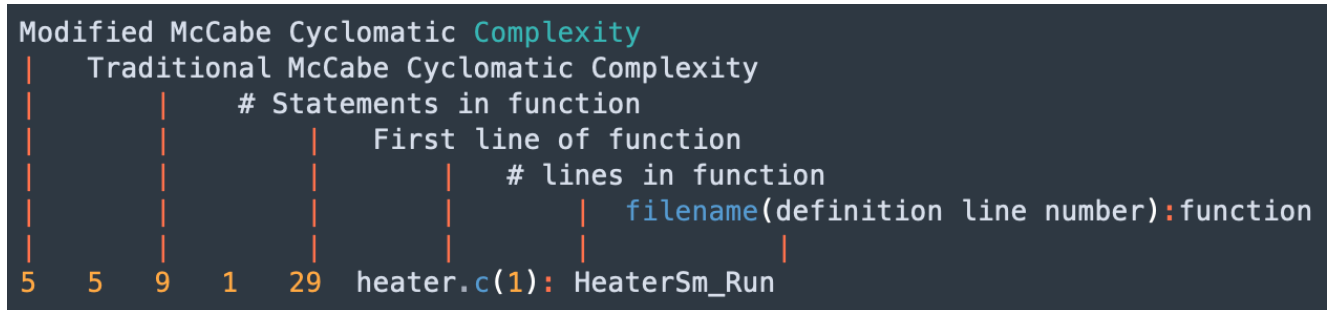 Modified McCabe Cyclomatic Complexity
|   Traditional McCabe Cyclomatic Complexity
|       |    # Statements in function
|       |        |   First line of function
|       |        |       |   # lines in function
|       |        |       |       |  filename(definition line number):function
|       |        |       |       |           |
5   5   9   1   29  heater.c(1): HeaterSm_Run